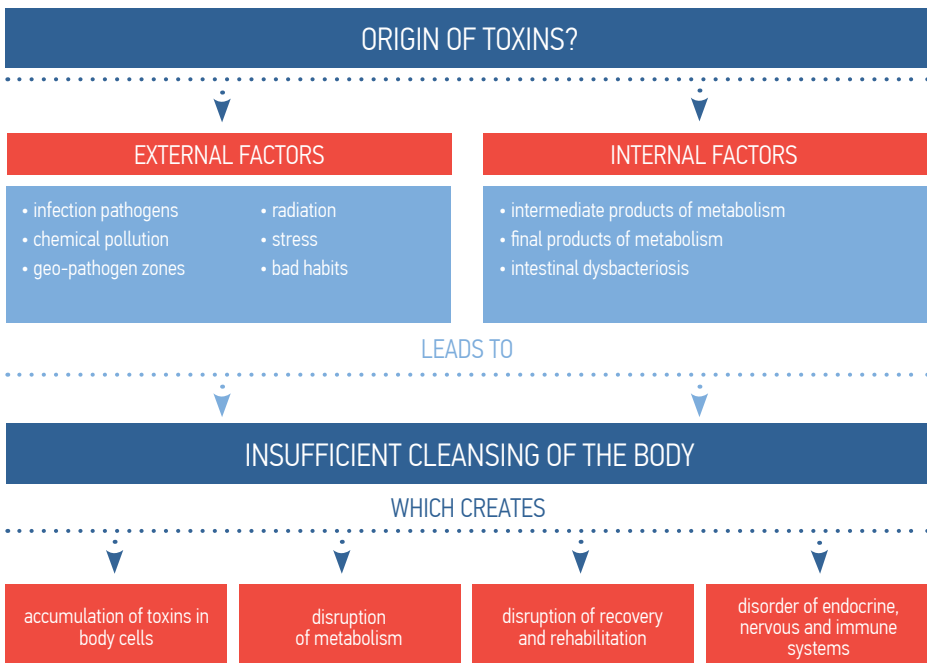 ORIGIN OF TOXINS?
EXTERNAL FACTORS
• infection pathogens
• chemical pollution
• geo-pathogen zones
• radiation
• stress
• bad habits
INTERNAL FACTORS
• intermediate products of metabolism
• final products of metabolism
• intestinal dysbacteriosis
LEADS TO
INSUFFICIENT CLEANSING OF THE BODY
WHICH CREATES
accumulation of toxins in
body cells
disruption
of metabolism
disruption of recovery
and rehabilitation
disorder of endocrine,
nervous and immune
systems